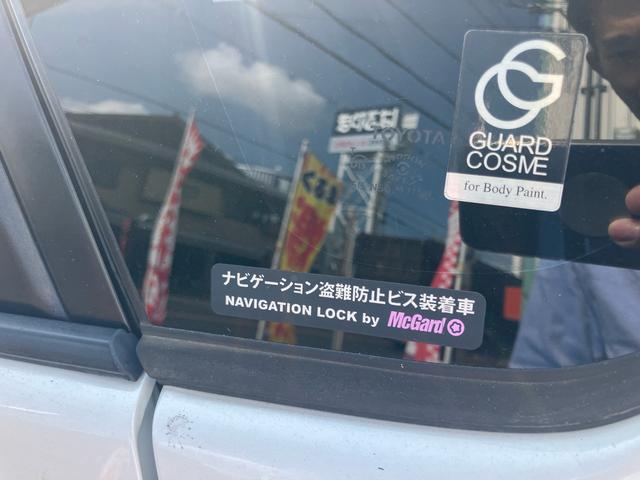 GUARD
COSME
for Body Paint.
TOYOTA
ナビゲーション盗難防止ビス装着車
NAVIGATION LOCK by McGard